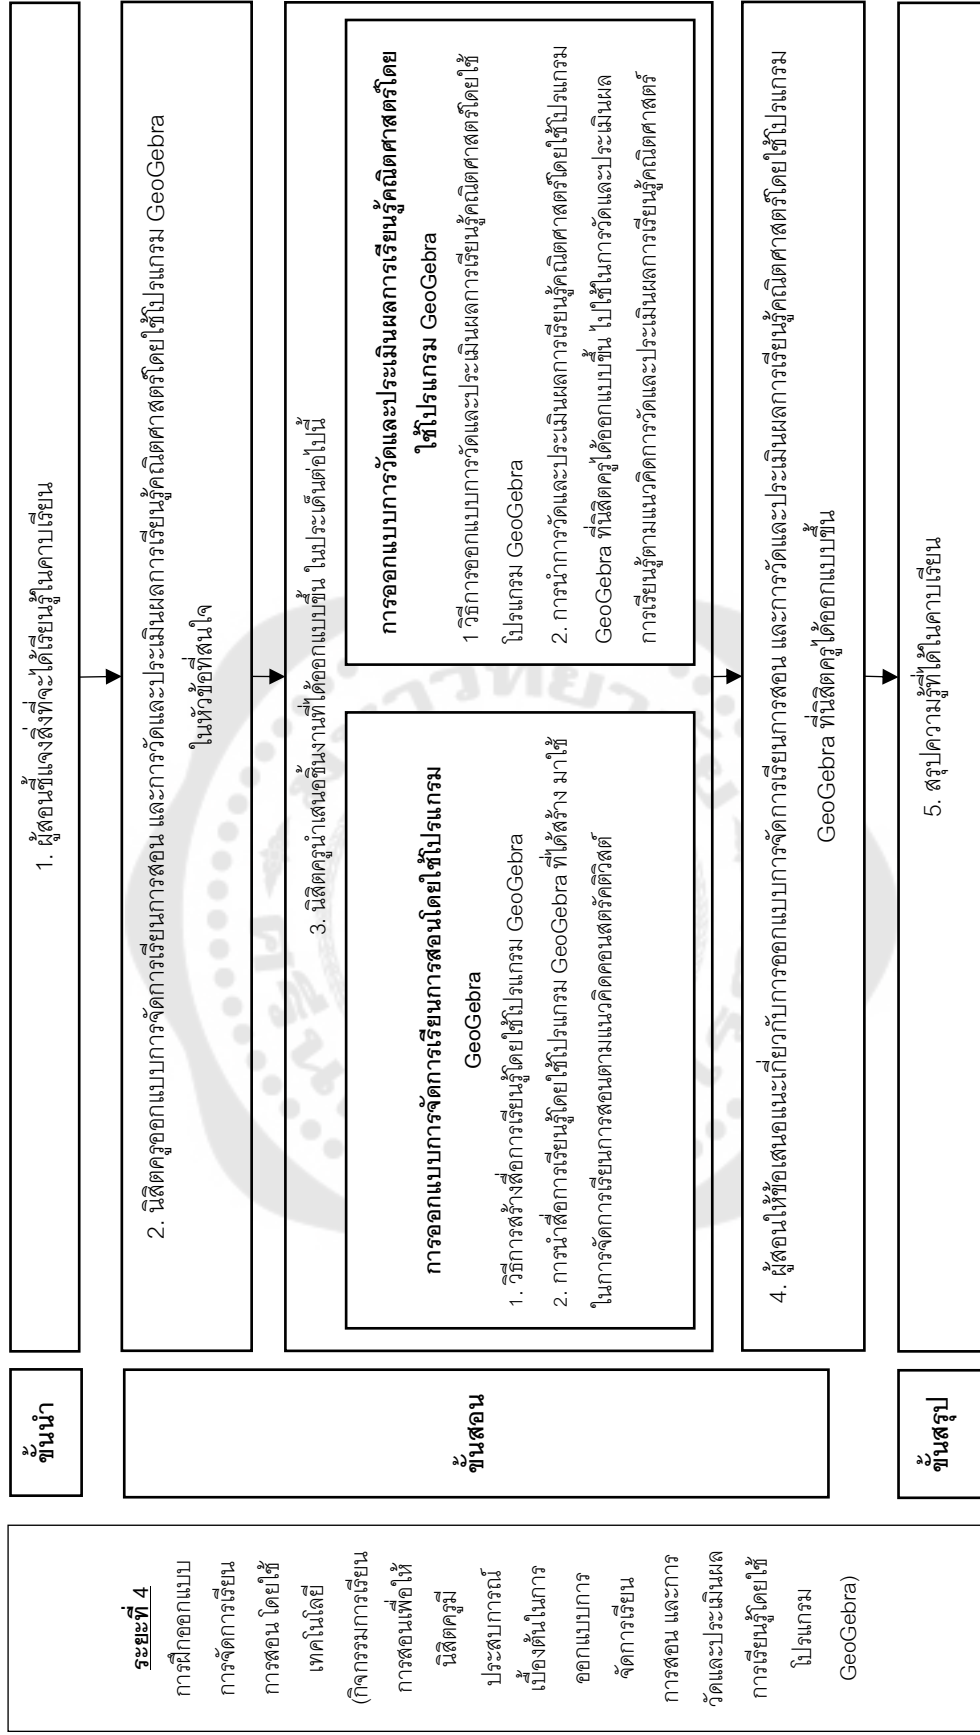 ระยะที่ 4
การฝึกออกแบบ
การจัดการเรียน
การสอน โดยใช้
เทคโนโลยี
(กิจกรรมการเรียน
การสอนเพื่อให้
นิสิตครูมี
ประสบการณ์
เบื้องต้นในการ
ออกแบบการ
จัดการเรียน
การสอน และการ
วัดและประเมินผล
การเรียนรู้โดยใช้
โปรแกรม
GeoGebra)
ขั้นนำ
1. ผู้สอนชี้แจงสิ่งที่จะได้เรียนรู้ในคาบเรียน
ขั้นสอน
2. นิสิตครูออกแบบการจัดการเรียนการสอน และการวัดและประเมินผลการเรียนรู้คณิตศาสตร์โดยใช้โปรแกรม GeoGebra
ในหัวข้อที่สนใจ
3. นิสิตครูนำเสนอชิ้นงานที่ได้ออกแบบขึ้น ในประเด็นต่อไปนี้
การออกแบบการจัดการเรียนการสอนโดยใช้โปรแกรม
GeoGebra
1. วิธีการสร้างสื่อการเรียนรู้โดยใช้โปรแกรม GeoGebra
2. การนำสื่อการเรียนรู้โดยใช้โปรแกรม GeoGebra ที่ได้สร้าง มาใช้
ในการจัดการเรียนการสอนตามแนวคิดคอนสตรัคติวิสต์
การออกแบบการวัดและประเมินผลการเรียนรู้คณิตศาสตร์โดย
ใช้โปรแกรม GeoGebra
1 วิธีการออกแบบการวัดและประเมินผลการเรียนรู้คณิตศาสตร์โดยใช้
โปรแกรม GeoGebra
2. การนำการวัดและประเมินผลการเรียนรู้คณิตศาสตร์โดยใช้โปรแกรม
GeoGebra ที่นิสิตครูได้ออกแบบขึ้น ไปใช้ในการวัดและประเมินผล
การเรียนรู้ตามแนวคิดการวัดและประเมินผลการเรียนรู้คณิตศาสตร์
4. ผู้สอนให้ข้อเสนอแนะเกี่ยวกับการออกแบบการจัดการเรียนการสอน และการวัดและประเมินผลการเรียนรู้คณิตศาสตร์โดยใช้โปรแกรม
GeoGebra ที่นิสิตครูได้ออกแบบขึ้น
ขั้นสรุป
5. สรุปความรู้ที่ได้ในคาบเรียน